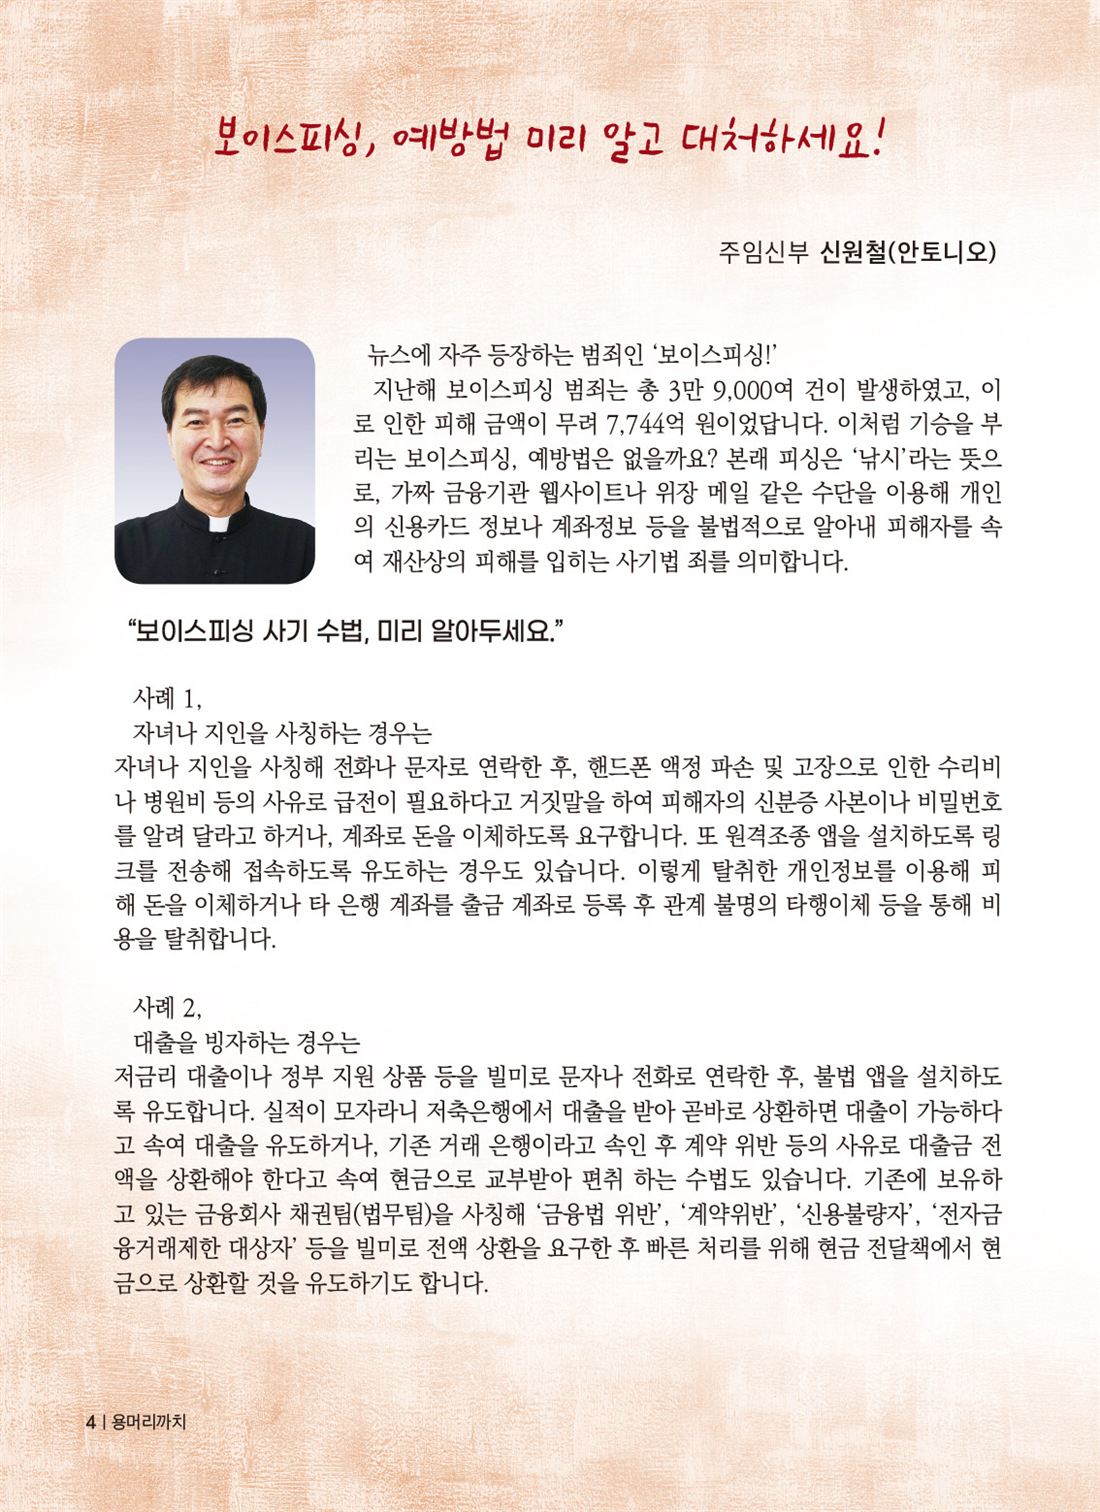 보이스피싱, 예방법 미리 알고 대처하세요!
주임신부 신원철(안토니오)
뉴스에 자주 등장하는 범죄인 ‘보이스피싱!’
지난해 보이스피싱 범죄는 총 3만 9,000여 건이 발생하였고, 이
로 인한 피해 금액이 무려 7,744억 원이었답니다. 이처럼 기승을 부
리는 보이스피싱, 예방법은 없을까요? 본래 피싱은 ‘낚시’라는 뜻으
로, 가짜 금융기관 웹사이트나 위장 메일 같은 수단을 이용해 개인
의 신용카드 정보나 계좌정보 등을 불법적으로 알아내 피해자를 속
여 재산상의 피해를 입히는 사기법 죄를 의미합니다.
“보이스피싱 사기 수법, 미리 알아두세요.”
사례 1,
자녀나 지인을 사칭하는 경우는
자녀나 지인을 사칭해 전화나 문자로 연락한 후, 핸드폰 액정 파손 및 고장으로 인한 수리비
나 병원비 등의 사유로 급전이 필요하다고 거짓말을 하여 피해자의 신분증 사본이나 비밀번호
를 알려 달라고 하거나, 계좌로 돈을 이체하도록 요구합니다. 또 원격조종 앱을 설치하도록 링
크를 전송해 접속하도록 유도하는 경우도 있습니다. 이렇게 탈취한 개인정보를 이용해 피
해 돈을 이체하거나 타 은행 계좌를 출금 계좌로 등록 후 관계 불명의 타행이체 등을 통해 비
용을 탈취합니다.
사례 2,
대출을 빙자하는 경우는
저금리 대출이나 정부 지원 상품 등을 빌미로 문자나 전화로 연락한 후, 불법 앱을 설치하도
록 유도합니다. 실적이 모자라니 저축은행에서 대출을 받아 곧바로 상환하면 대출이 가능하다
고 속여 대출을 유도하거나, 기존 거래 은행이라고 속인 후 계약 위반 등의 사유로 대출금 전
액을 상환해야 한다고 속여 현금으로 교부받아 편취 하는 수법도 있습니다. 기존에 보유하
고 있는 금융회사 채권팀(법무팀)을 사칭해 ‘금융법 위반’, ‘계약위반’, ‘신용불량자’, ‘전자금
융거래제한 대상자’ 등을 빌미로 전액 상환을 요구한 후 빠른 처리를 위해 현금 전달책에서 현
금으로 상환할 것을 유도하기도 합니다.
4 | 용머리까치